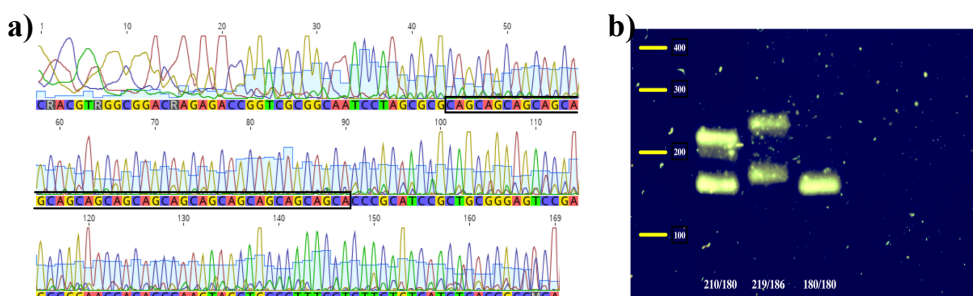 a)
1 10 20 30 40 50
CRACGTRGGCGGACRAGAGACCGGTCGCGGCAATCCTAGCGCGCAGCAGCAGCAGCA
60 70 80 90 100 110
GCAGCAGCAGCAGCAGCAGCAGCAGCAGCAGCACCCGCATCCGCTGCGGGAGTCCGA
120 130 140 150 160 169
b)
400
300
200
100
210/180 219/186 180/180